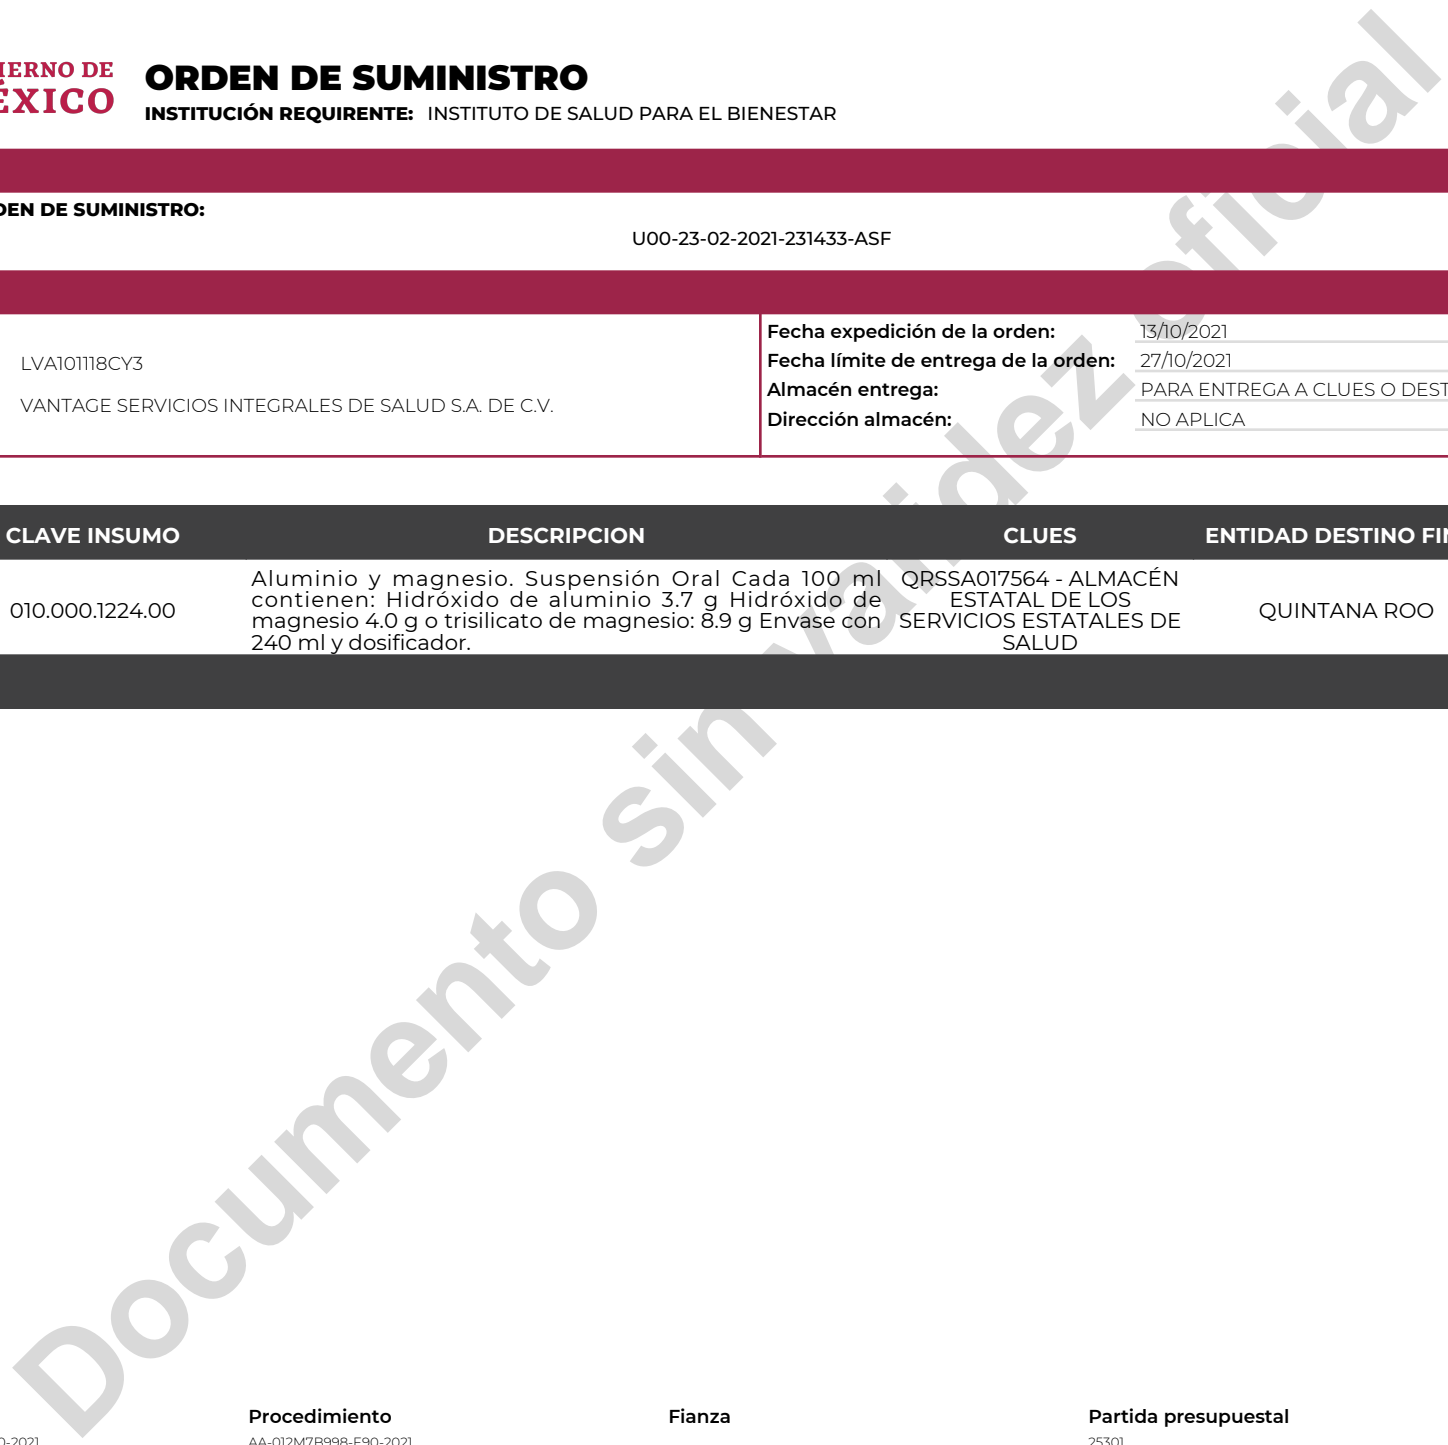 IERNO DE
ÉXICO
ORDEN DE SUMINISTRO
INSTITUCIÓN REQUIRENTE: INSTITUTO DE SALUD PARA EL BIENESTAR
DEN DE SUMINISTRO:
U00-23-02-2021-231433-ASF
LVA101118CY3
VANTAGE SERVICIOS INTEGRALES DE SALUD S.A. DE C.V.
Fecha expedición de la orden: 13/10/2021
Fecha límite de entrega de la orden: 27/10/2021
Almacén entrega: PARA ENTREGA A CLUES O DEST
Dirección almacén: NO APLICA
CLAVE INSUMO DESCRIPCION CLUES ENTIDAD DESTINO FIN
010.000.1224.00
Aluminio y magnesio. Suspensión Oral Cada 100 ml
contienen: Hidróxido de aluminio 3.7 g Hidróxido de
magnesio 4.0 g o trisilicato de magnesio: 8.9 g Envase con
240 ml y dosificador.
QRSSA017564 - ALMACÉN
ESTATAL DE LOS
SERVICIOS ESTATALES DE
SALUD
QUINTANA ROO
Documento sin validez oficial
Procedimiento Fianza Partida presupuestal
0-2021 AA-012M7B998-E90-2021 25301